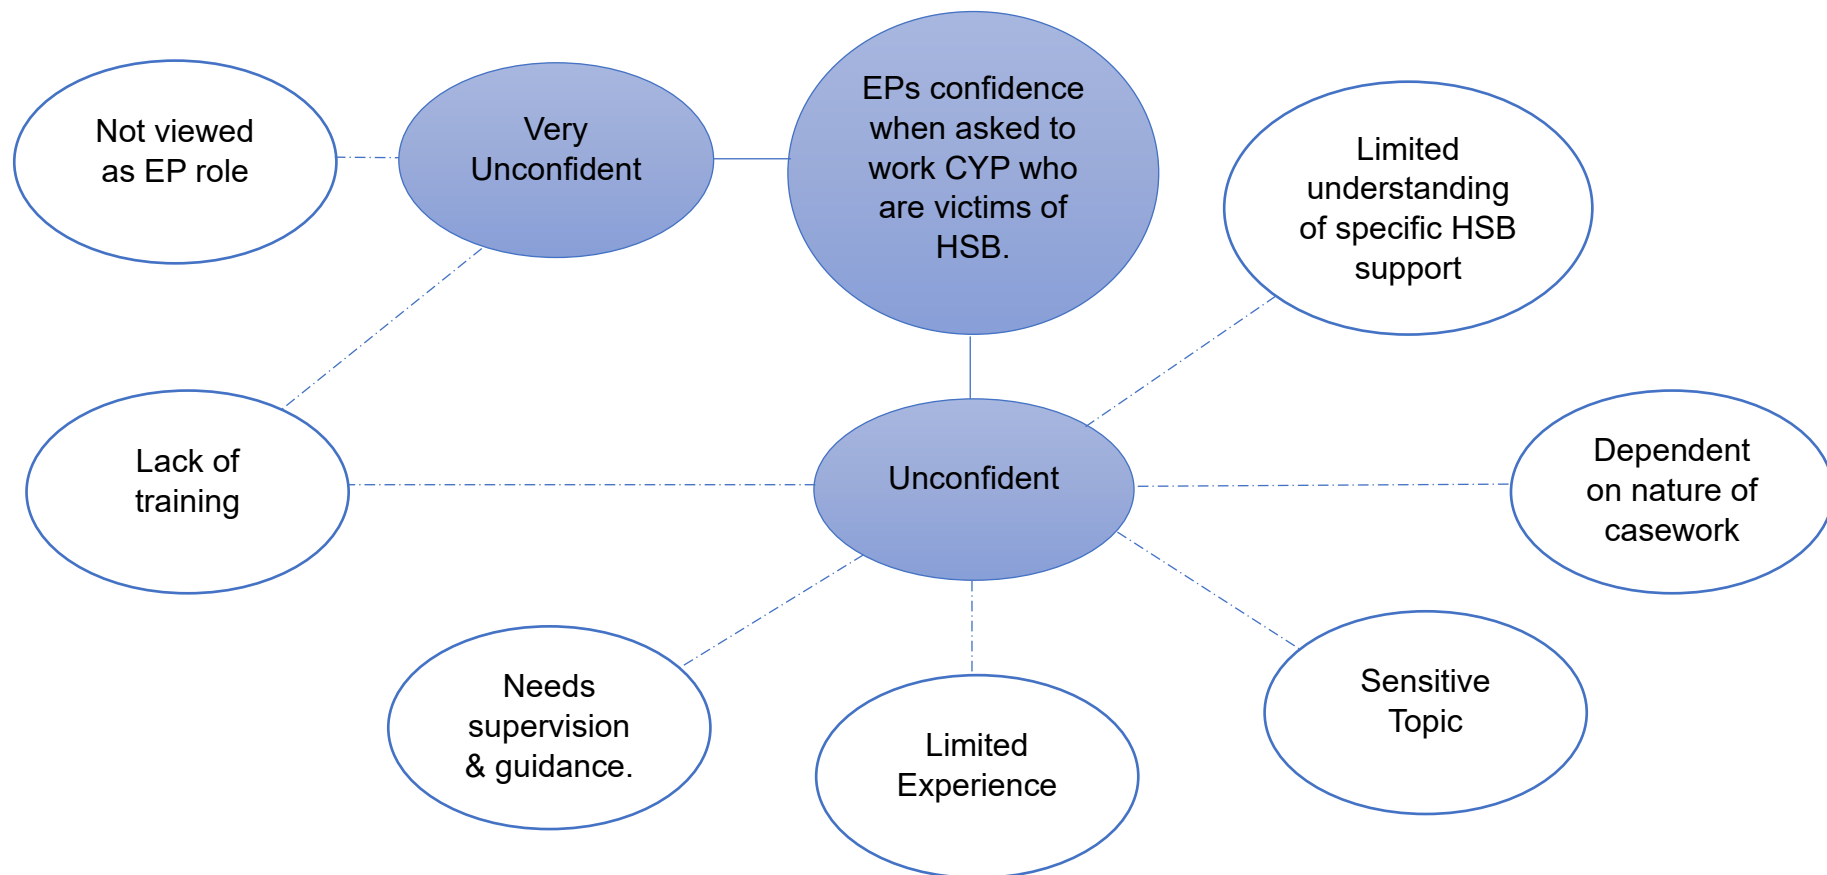 Not viewed
as EP role
Very
Unconfident
EPs confidence
when asked to
work CYP who
are victims of
HSB.
Limited
understanding
of specific HSB
support
Lack of
training
Unconfident
Dependent
on nature of
casework
Needs
supervision
& guidance.
Limited
Experience
Sensitive
Topic